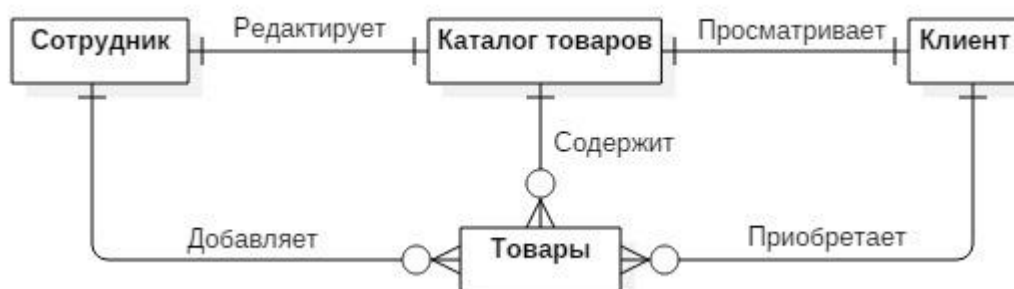 Сотрудник
Редактирует
Каталог товаров
Просматривает
Клиент
Содержит
Добавляет
Товары
Приобретает